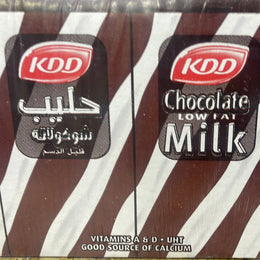 KDD
حليب
شوكولاتة
قليل الدسم
KDD
Chocolate
LOW FAT
Milk
VITAMINS A & D • UHT
GOOD SOURCE OF CALCIUM